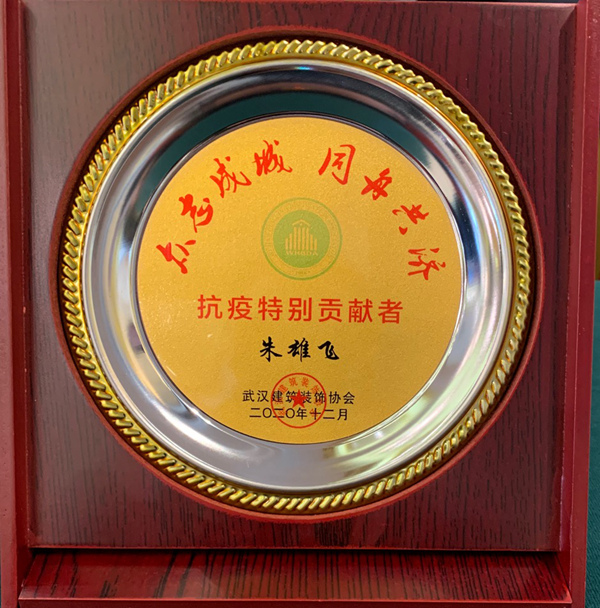 众志成城 同舟共济
WHBDA
抗疫特别贡献者
朱雄飞
武汉建筑装饰协会
二〇二〇年十二月